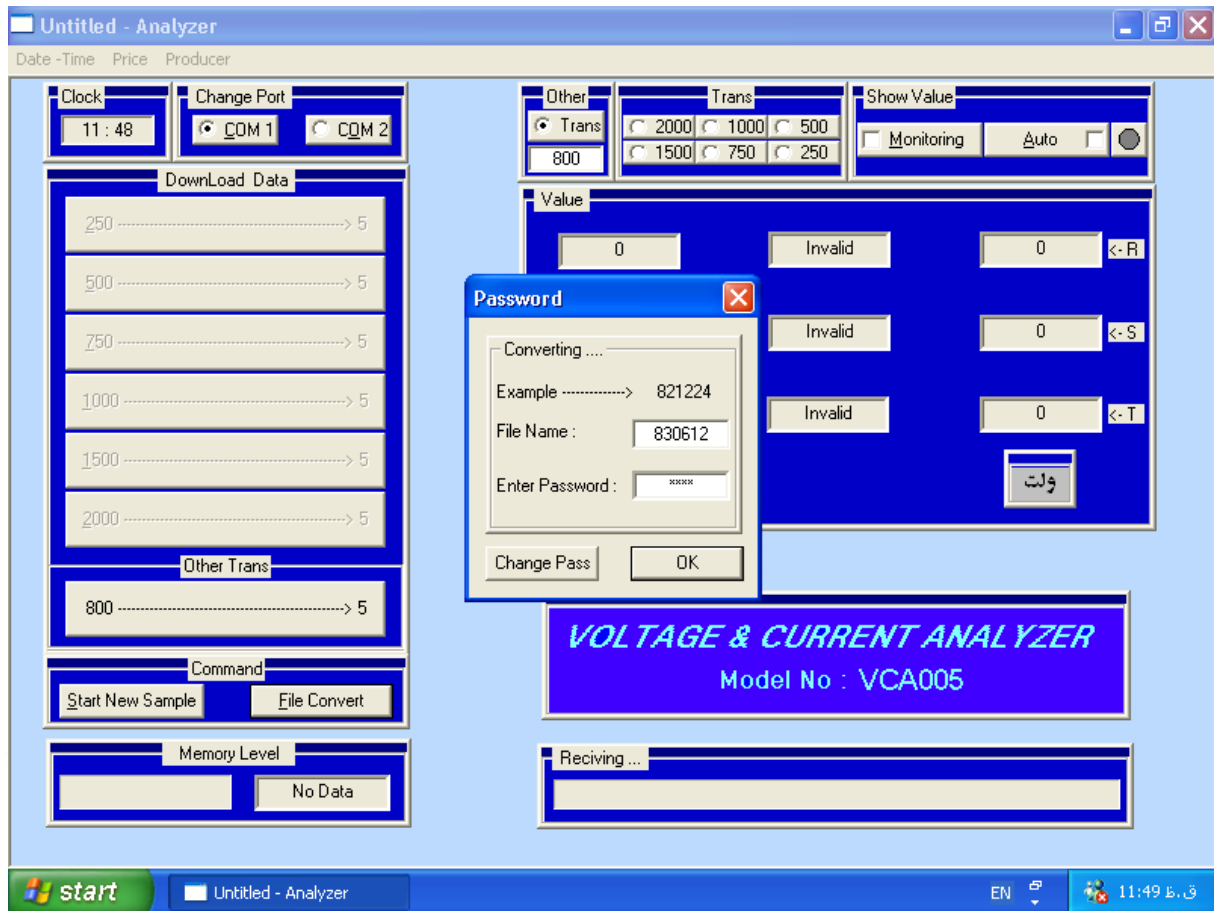 Untitled - Analyzer
Date -Time Price Producer
Clock
11 : 48
Change Port
COM 1 COM 2
DownLoad Data
250 -----------------------------------------------> 5
500 -----------------------------------------------> 5
750 -----------------------------------------------> 5
1000 ----------------------------------------------> 5
1500 ----------------------------------------------> 5
2000 ----------------------------------------------> 5
Other Trans
800 -----------------------------------------------> 5
Command
Start New Sample File Convert
Memory Level
No Data
Other
Trans
800
Trans
2000 1000 500
1500 750 250
Show Value
Monitoring Auto
Value
0 Invalid 0 <- R
Invalid 0 <- S
Invalid 0 <- T
ولت
Password
Converting ....
Example --------------> 821224
File Name : 830612
Enter Password : ****
Change Pass OK
VOLTAGE & CURRENT ANALYZER
Model No : VCA005
Reciving ...
start Untitled - Analyzer EN 11:49 ق.ظ